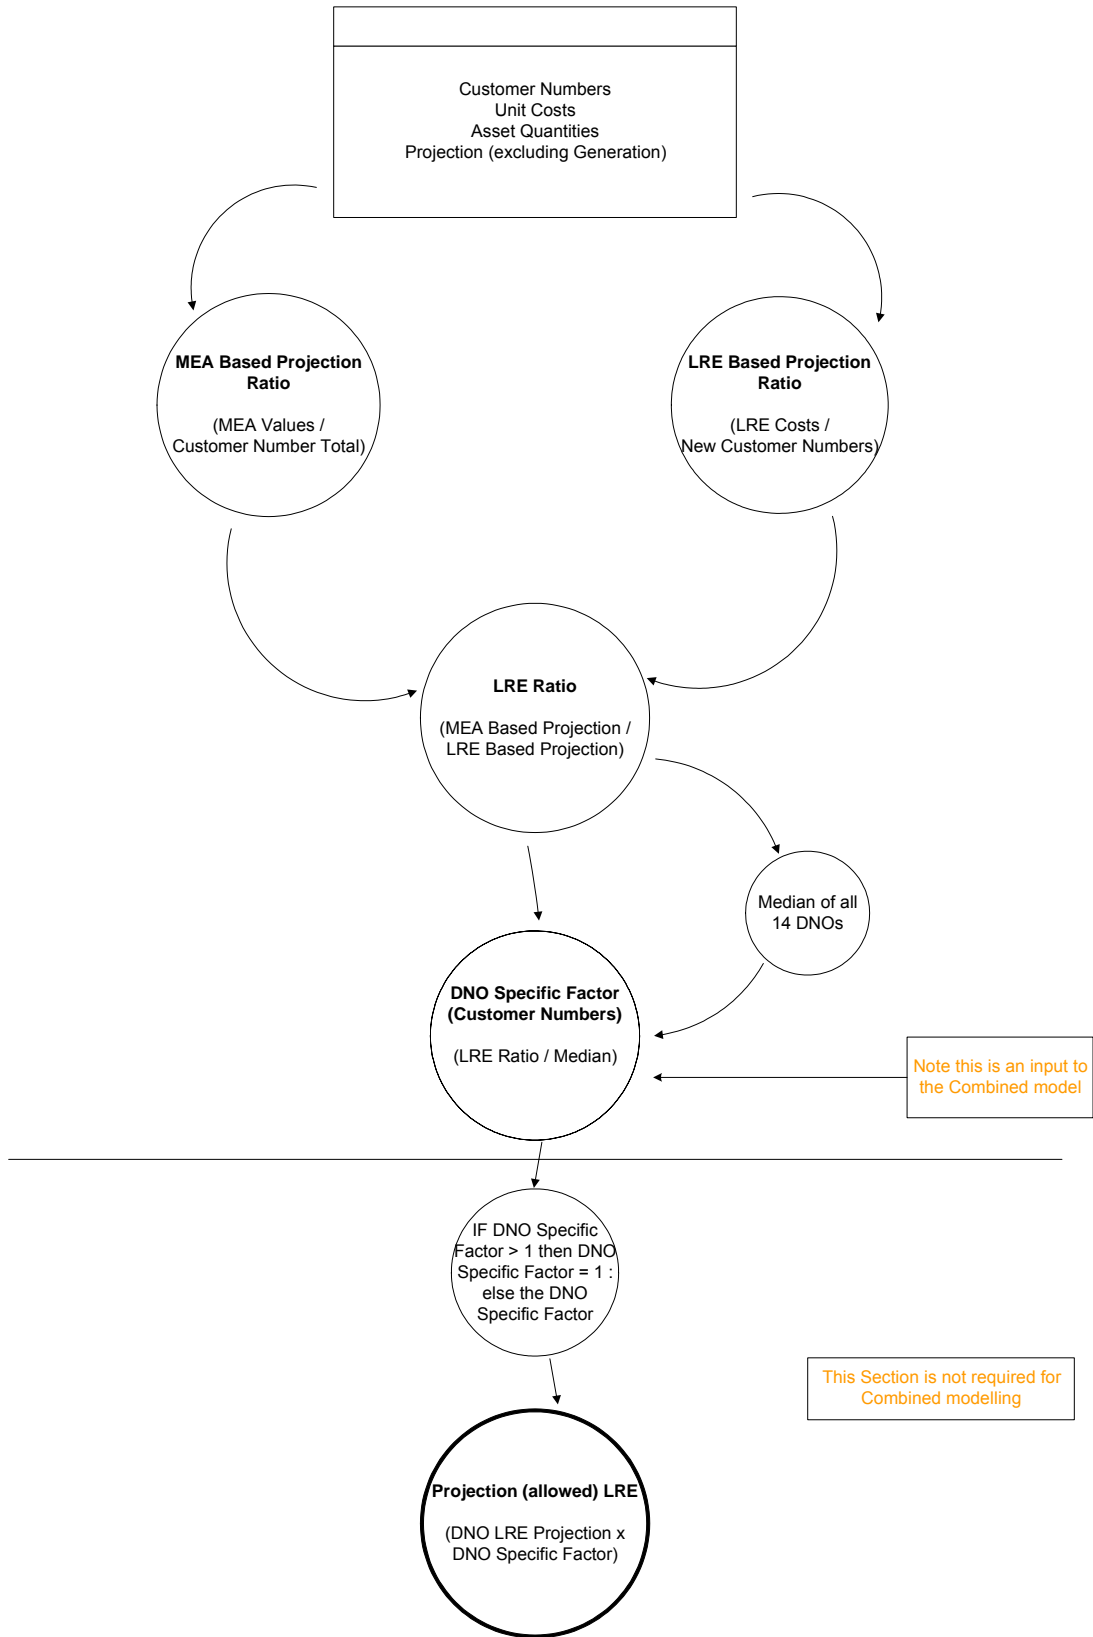 Customer Numbers
Unit Costs
Asset Quantities
Projection (excluding Generation)
MEA Based Projection
Ratio
(MEA Values /
Customer Number Total)
LRE Based Projection
Ratio
(LRE Costs /
New Customer Numbers)
LRE Ratio
(MEA Based Projection /
LRE Based Projection)
Median of all
14 DNOs
DNO Specific Factor
(Customer Numbers)
(LRE Ratio / Median)
Note this is an input to
the Combined model
IF DNO Specific
Factor > 1 then DNO
Specific Factor = 1 :
else the DNO
Specific Factor
This Section is not required for
Combined modelling
Projection (allowed) LRE
(DNO LRE Projection x
DNO Specific Factor)